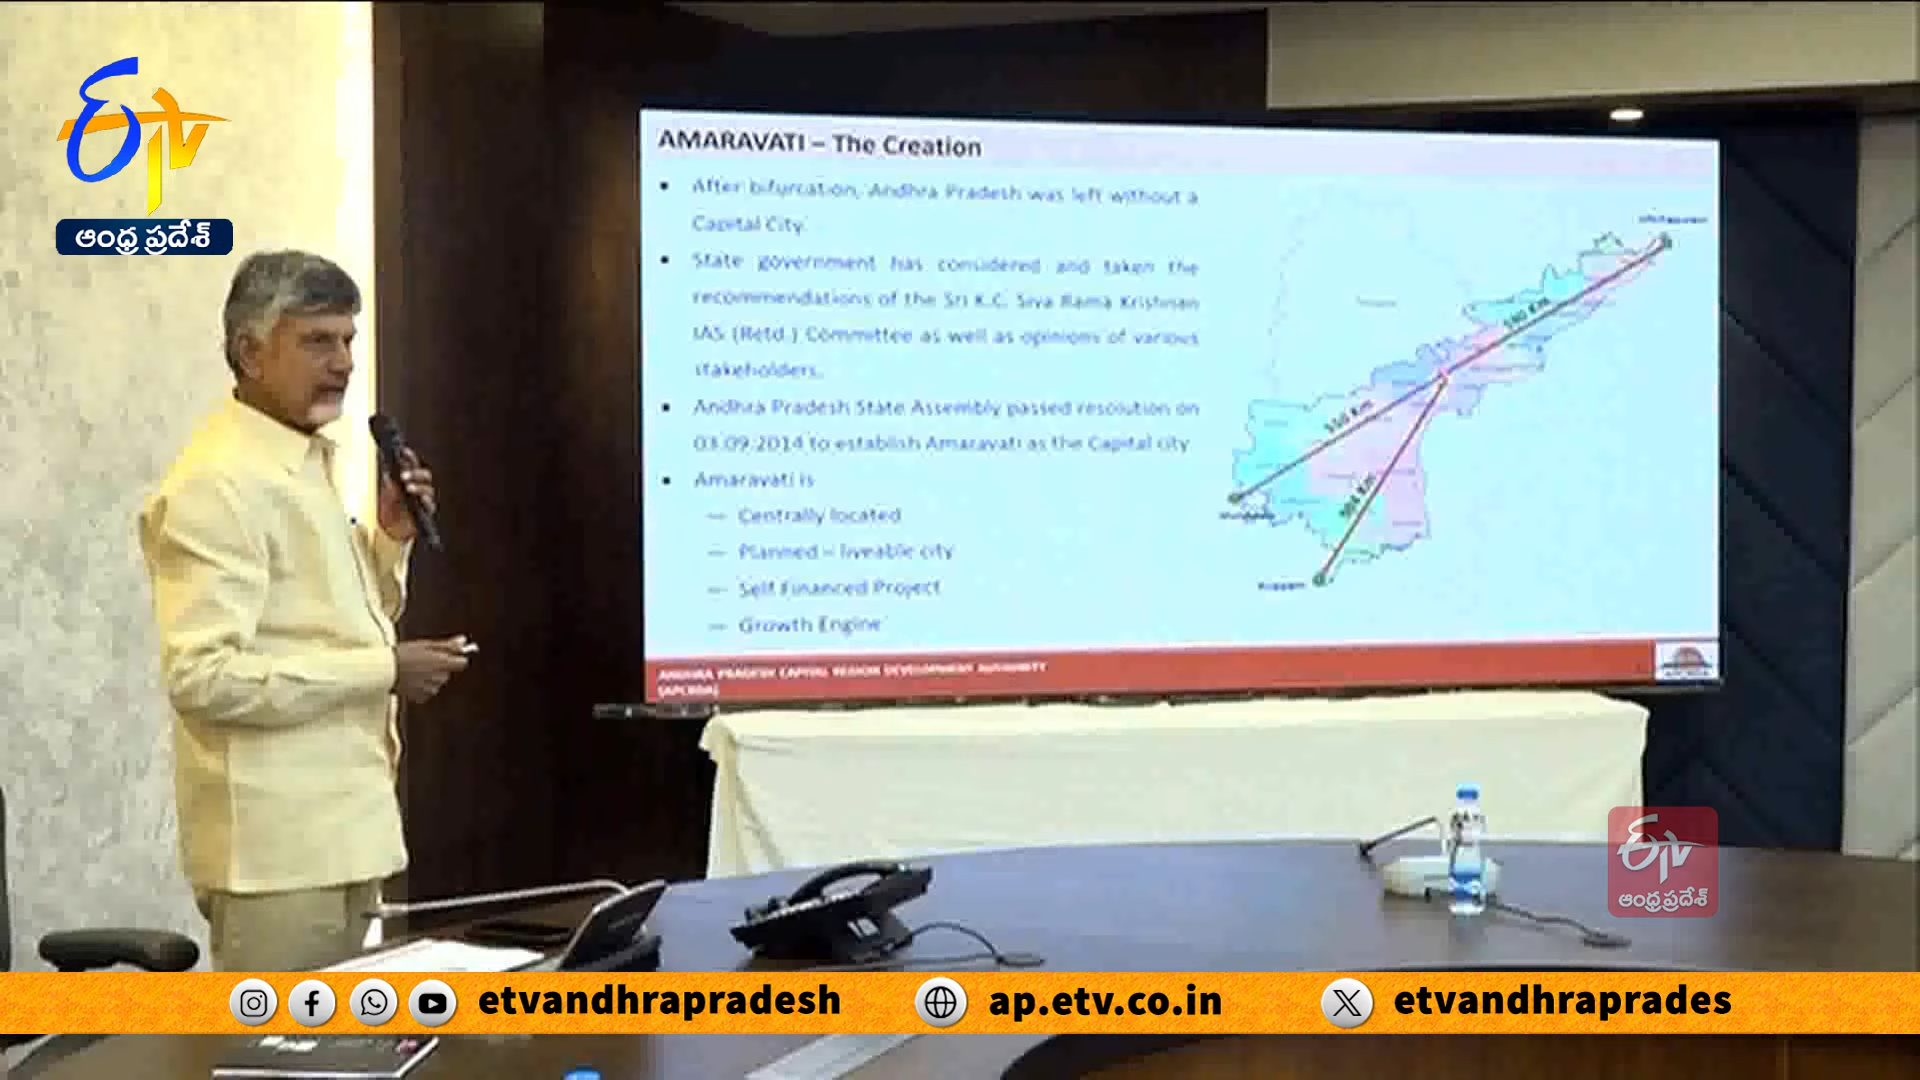 ETV
ఆంధ్ర ప్రదేశ్
AMARAVATI – The Creation
• After bifurcation, Andhra Pradesh was left without a
Capital City.
• State government has considered and taken the
recommendations of the Sri K.C. Siva Rama Krishnan
IAS (Retd.) Committee as well as opinions of various
stakeholders.
• Andhra Pradesh State Assembly passed resolution on
03.09.2014 to establish Amaravati as the Capital city
• Amaravati is
— Centrally located
— Planned – liveable city
— Self Financed Project
— Growth Engine
ANDHRA PRADESH CAPITAL REGION DEVELOPMENT AUTHORITY
(APCRDA)
ETV
ఆంధ్రప్రదేశ్
etvandhrapradesh
ap.etv.co.in
etvandhraprades